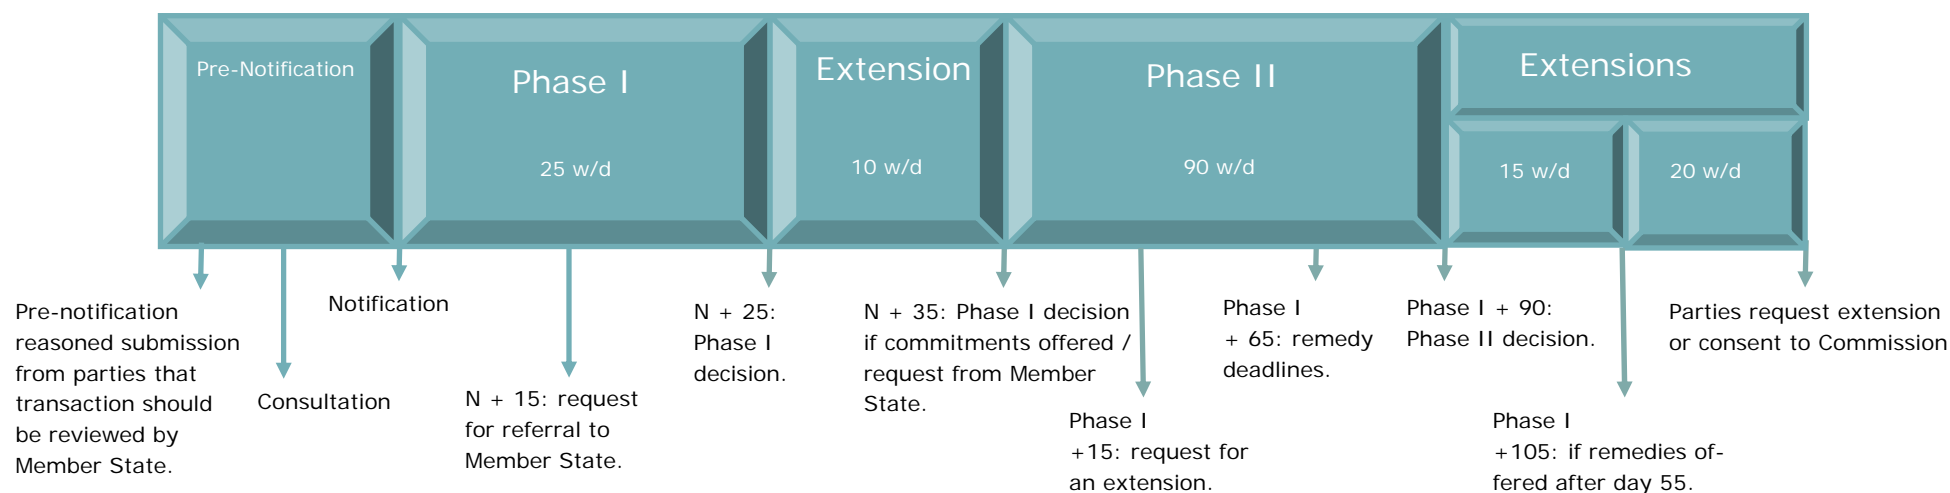 Pre-Notification
Phase I
25 w/d
Extension
10 w/d
Phase II
90 w/d
Extensions
15 w/d
20 w/d
Pre-notification
reasoned submission
from parties that
transaction should
be reviewed by
Member State.
Consultation
Notification
N + 15: request
for referral to
Member State.
N + 25:
Phase I
decision.
N + 35: Phase I decision
if commitments offered /
request from Member
State.
Phase I
+15: request for
an extension.
Phase I
+ 65: remedy
deadlines.
Phase I + 90:
Phase II decision.
Phase I
+105: if remedies of-
fered after day 55.
Parties request extension
or consent to Commission